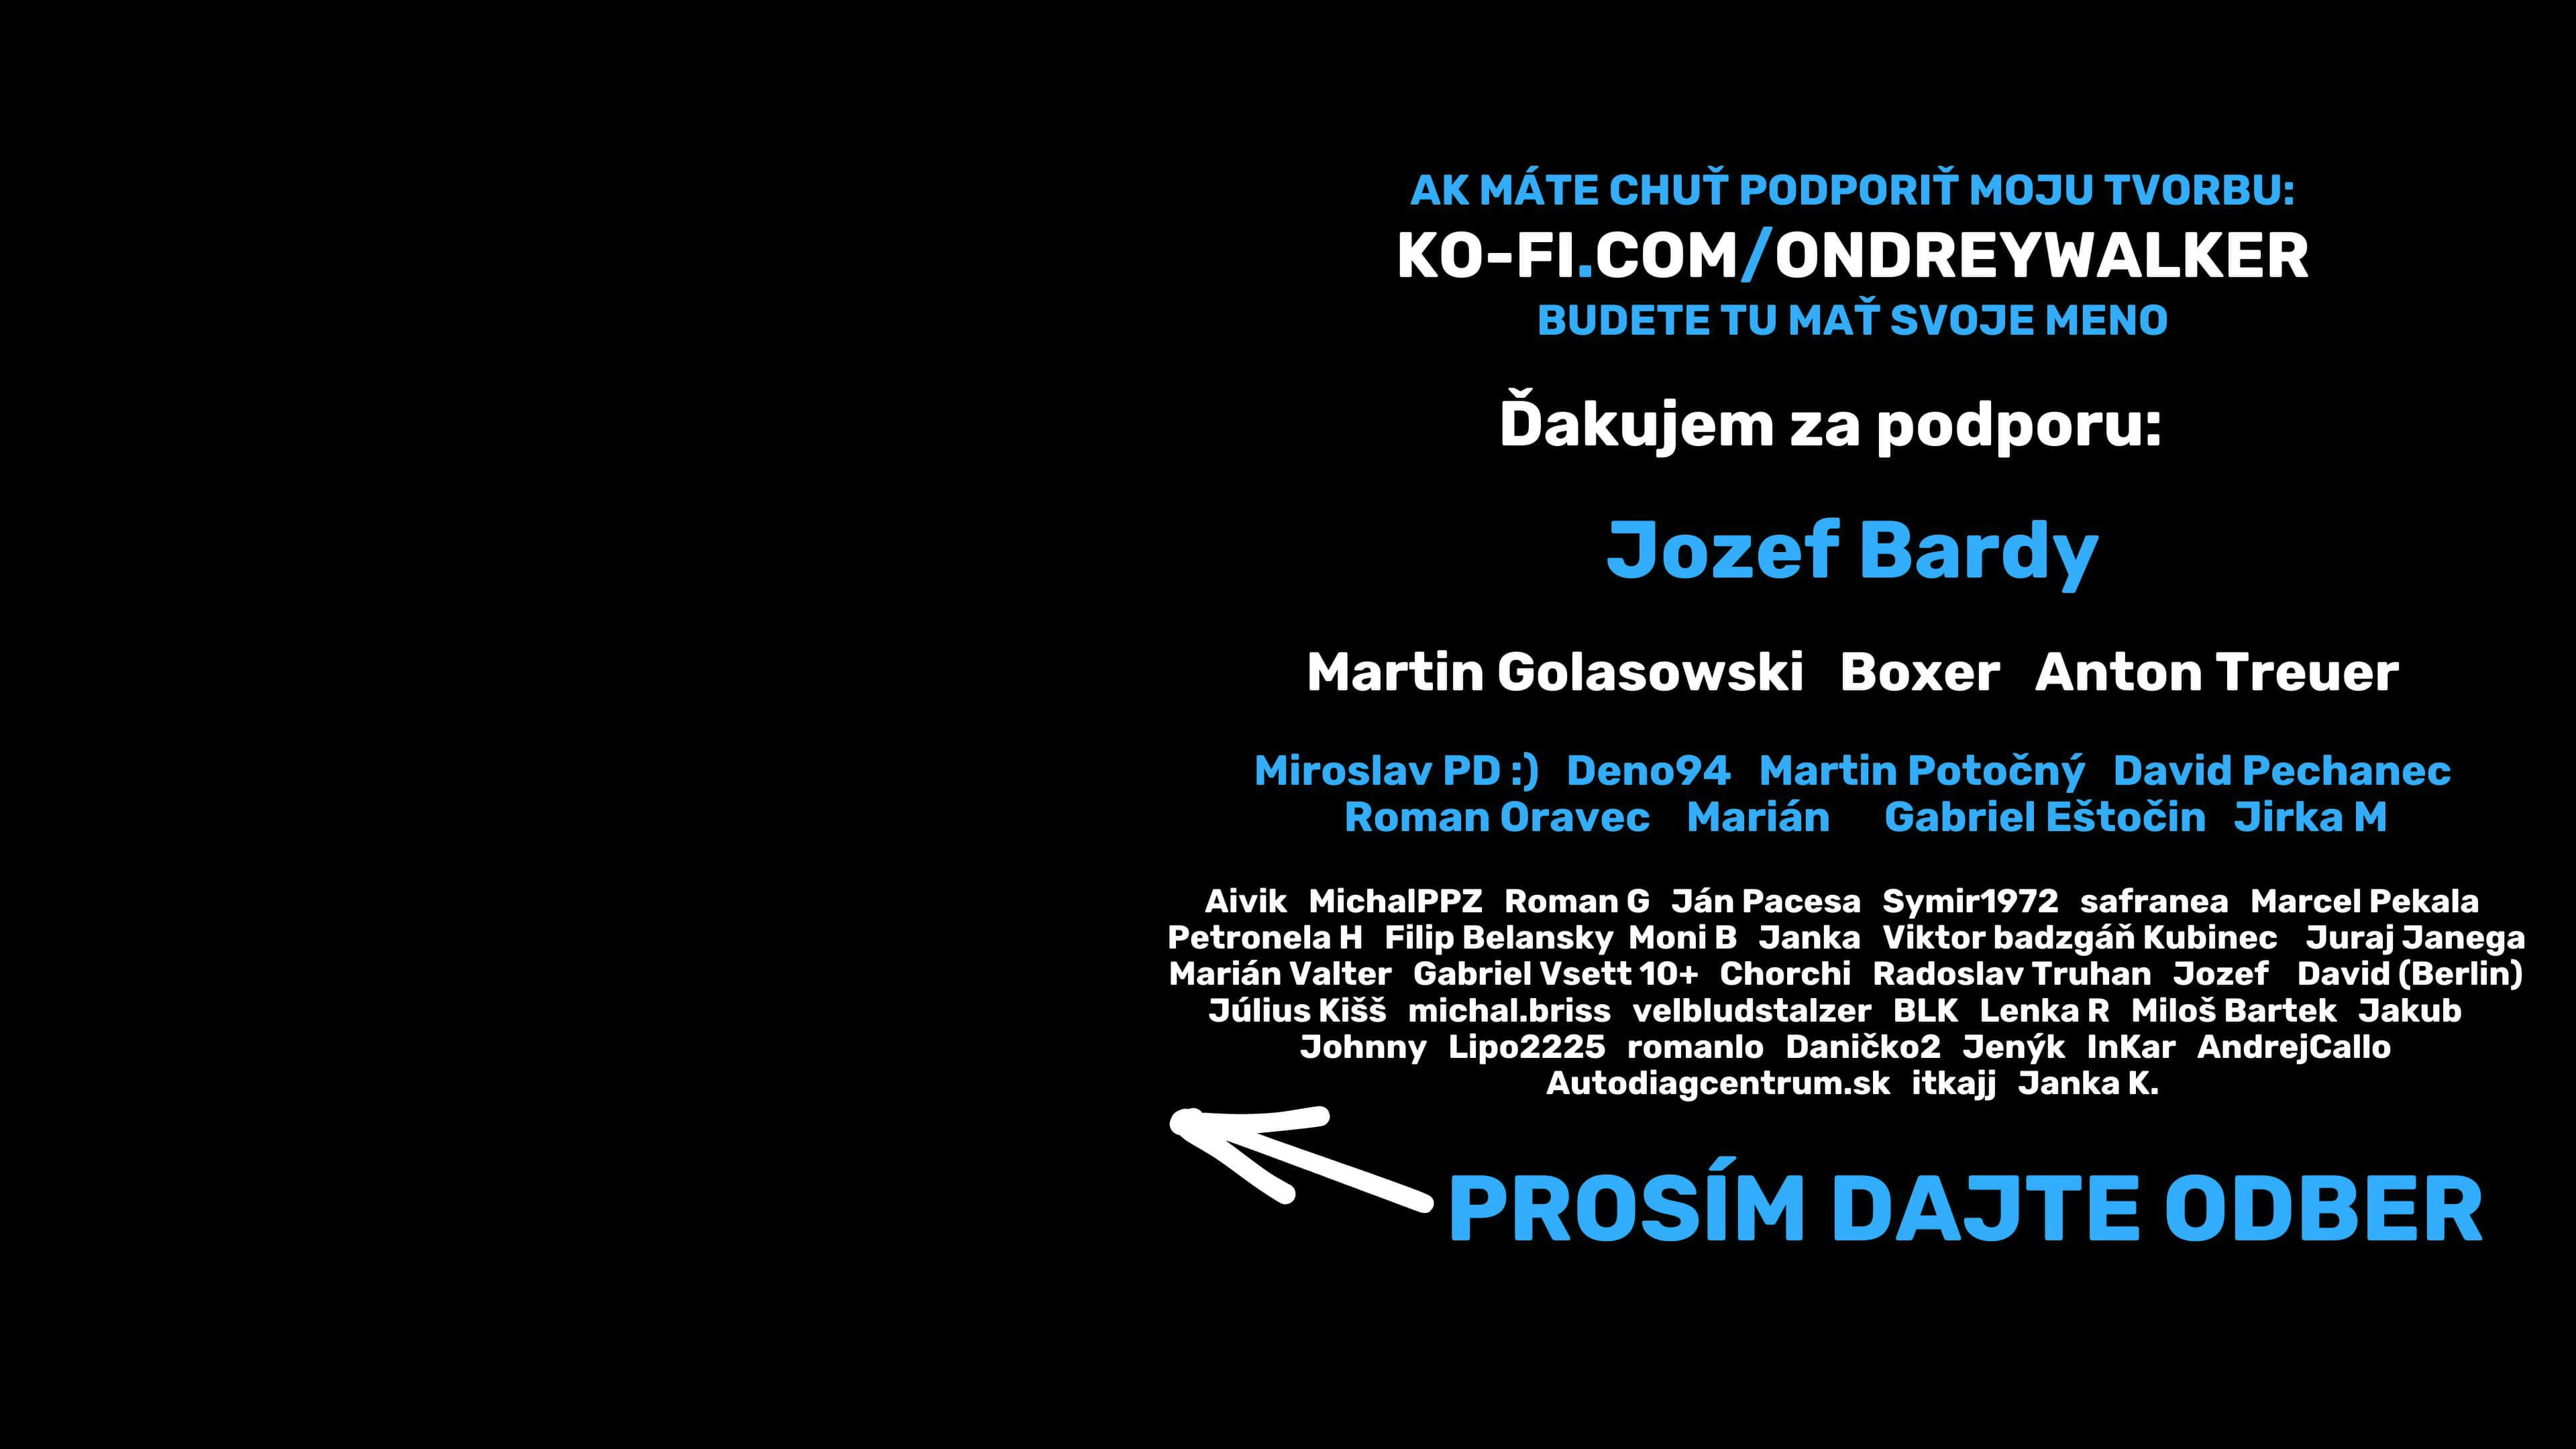 AK MÁTE CHUŤ PODPORIŤ MOJU TVORBU:
KO-FI.COM/ONDREYWALKER
BUDETE TU MAŤ SVOJE MENO
Ďakujem za podporu:
Jozef Bardy
Martin Golasowski Boxer Anton Treuer
Miroslav PD :) Deno94 Martin Potočný David Pechanec
Roman Oravec Marián Gabriel Eštočin Jirka M
Aivik MichalPPZ Roman G Ján Pacesa Symir1972 safranea Marcel Pekala
Petronela H Filip Belansky Moni B Janka Viktor badzgáň Kubinec Juraj Janega
Marián Valter Gabriel Vsett 10+ Chorchi Radoslav Truhan Jozef David (Berlin)
Július Kišš michal.briss velbludstalzer BLK Lenka R Miloš Bartek Jakub
Johnny Lipo2225 romanlo Daničko2 Jenýk InKar AndrejCallo
Autodiagcentrum.sk itkajj Janka K.
PROSÍM DAJTE ODBER